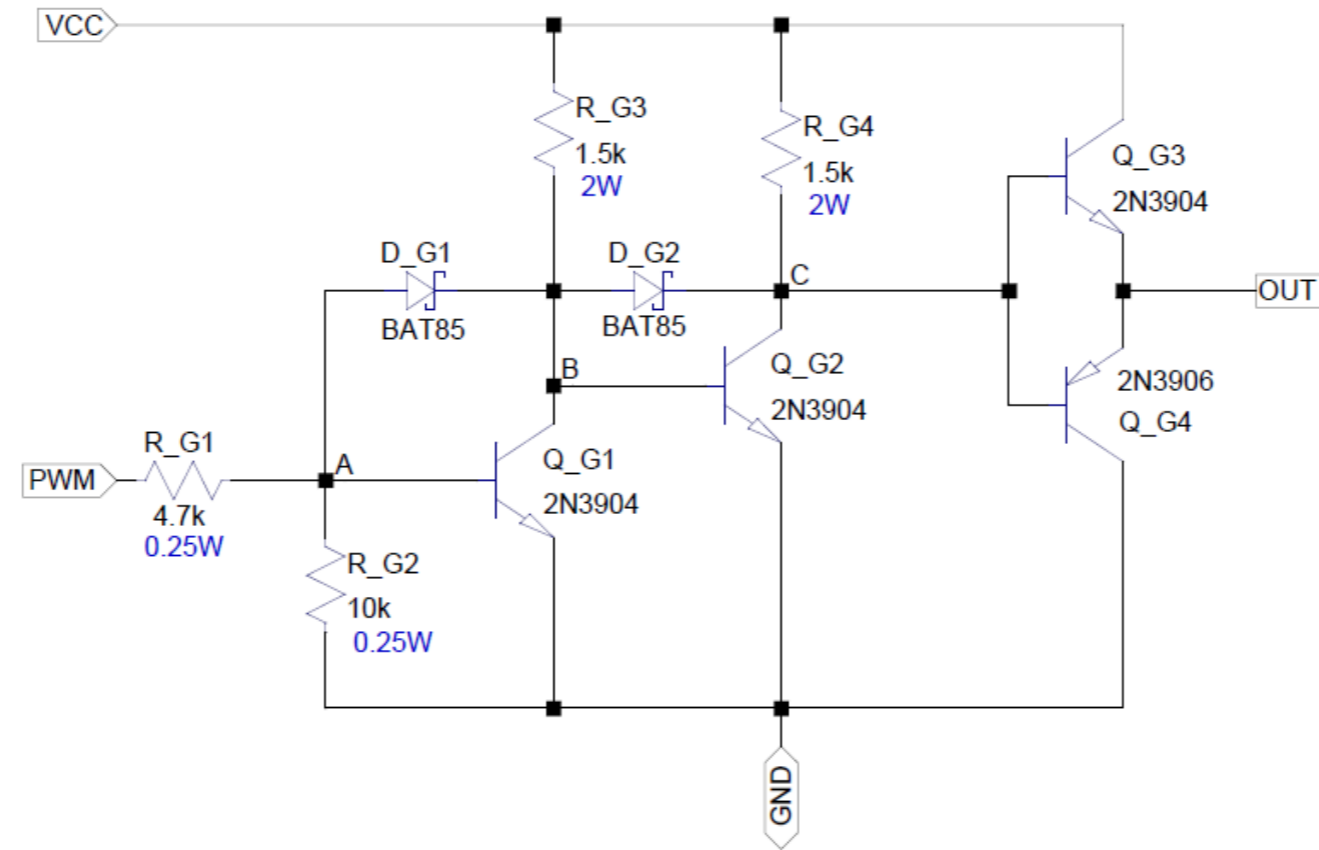 VCC
R_G3
1.5k
2W
R_G4
1.5k
2W
Q_G3
2N3904
D_G1
BAT85
D_G2
BAT85
C
OUT
B
Q_G2
2N3904
2N3906
Q_G4
R_G1
PWM
4.7k
0.25W
A
Q_G1
2N3904
R_G2
10k
0.25W
GND